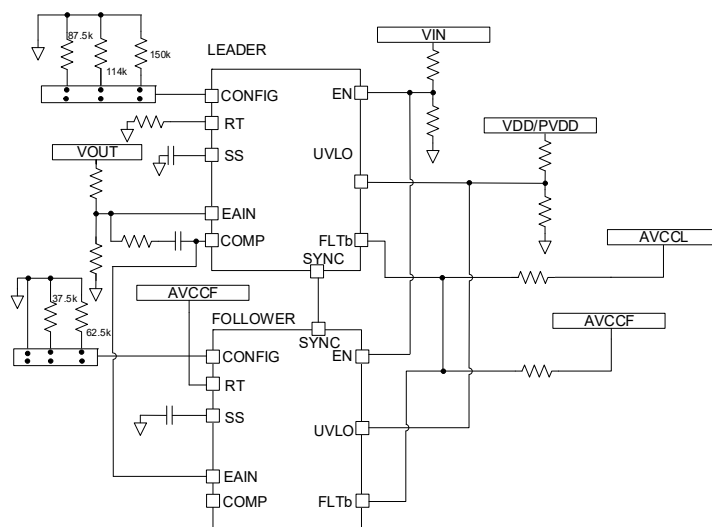 87.5k
114k
150k
LEADER
VIN
CONFIG
EN
RT
VDD/PVDD
VOUT
SS
UVLO
EAIN
COMP
FLTb
AVCCL
SYNC
AVCCF
37.5k
62.5k
FOLLOWER
SYNC
AVCCF
CONFIG
EN
RT
SS
UVLO
EAIN
COMP
FLTb